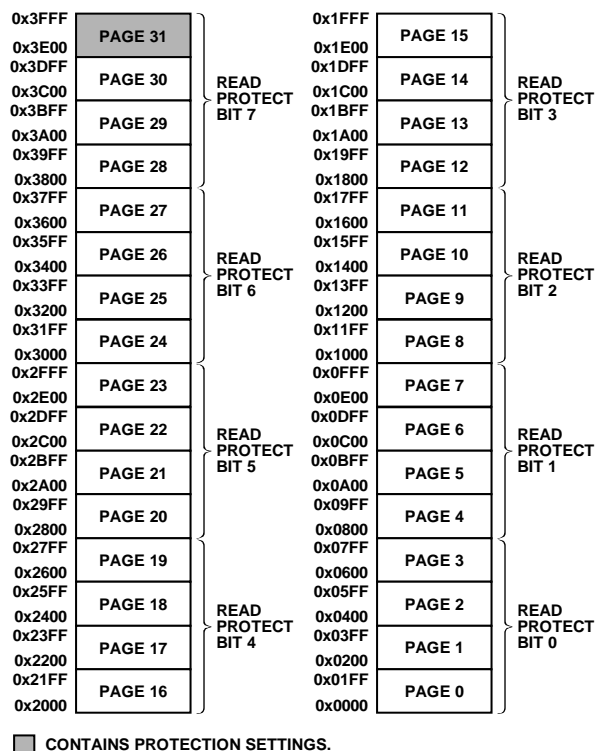 0x3FFF
PAGE 31
0x3E00
0x3DFF
PAGE 30
0x3C00
0x3BFF
PAGE 29
0x3A00
0x39FF
PAGE 28
0x3800
READ
PROTECT
BIT 7
0x37FF
PAGE 27
0x3600
0x35FF
PAGE 26
0x3400
0x33FF
PAGE 25
0x3200
0x31FF
PAGE 24
0x3000
READ
PROTECT
BIT 6
0x2FFF
PAGE 23
0x2E00
0x2DFF
PAGE 22
0x2C00
0x2BFF
PAGE 21
0x2A00
0x29FF
PAGE 20
0x2800
READ
PROTECT
BIT 5
0x27FF
PAGE 19
0x2600
0x25FF
PAGE 18
0x2400
0x23FF
PAGE 17
0x2200
0x21FF
PAGE 16
0x2000
READ
PROTECT
BIT 4
0x1FFF
PAGE 15
0x1E00
0x1DFF
PAGE 14
0x1C00
0x1BFF
PAGE 13
0x1A00
0x19FF
PAGE 12
0x1800
READ
PROTECT
BIT 3
0x17FF
PAGE 11
0x1600
0x15FF
PAGE 10
0x1400
0x13FF
PAGE 9
0x1200
0x11FF
PAGE 8
0x1000
READ
PROTECT
BIT 2
0x0FFF
PAGE 7
0x0E00
0x0DFF
PAGE 6
0x0C00
0x0BFF
PAGE 5
0x0A00
0x09FF
PAGE 4
0x0800
READ
PROTECT
BIT 1
0x07FF
PAGE 3
0x0600
0x05FF
PAGE 2
0x0400
0x03FF
PAGE 1
0x0200
0x01FF
PAGE 0
0x0000
READ
PROTECT
BIT 0
CONTAINS PROTECTION SETTINGS.